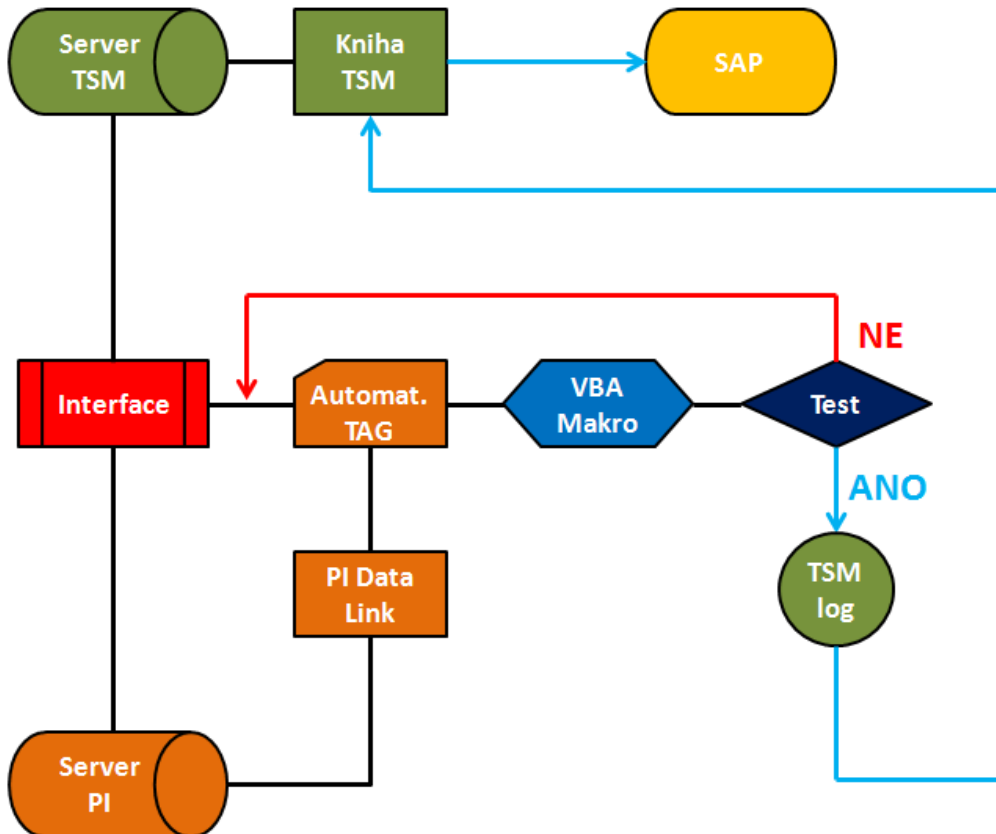 Server
TSM
Kniha
TSM
SAP
NE
Interface
Automat.
TAG
VBA
Makro
Test
ANO
PI Data
Link
TSM
log
Server
PI